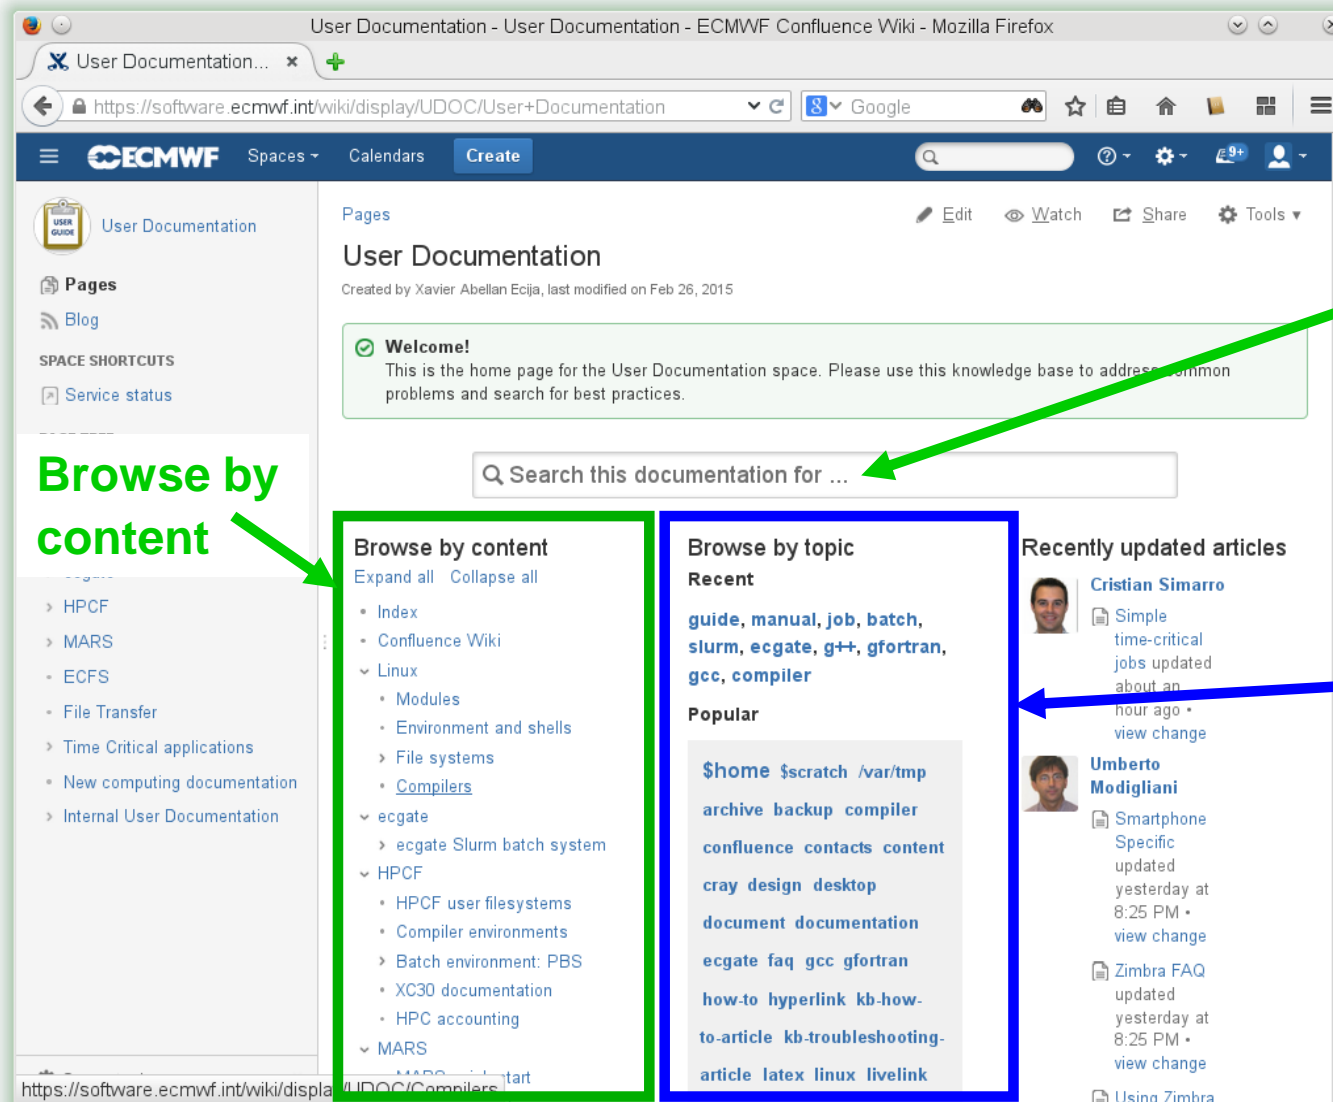 User Documentation - User Documentation - ECMWF Confluence Wiki - Mozilla Firefox
User Documentation...
https://software.ecmwf.int/wiki/display/UDOC/User+Documentation
Google
ECMWF Spaces Calendars Create
9+
USER GUIDE
User Documentation
Pages
Blog
SPACE SHORTCUTS
Service status
Browse by
content
HPCF
MARS
ECFS
File Transfer
Time Critical applications
New computing documentation
Internal User Documentation
Pages
Edit Watch Share Tools
User Documentation
Created by Xavier Abellan Ecija, last modified on Feb 26, 2015
Welcome!
This is the home page for the User Documentation space. Please use this knowledge base to address common
problems and search for best practices.
Search this documentation for ...
Browse by content
Expand all Collapse all
Index
Confluence Wiki
Linux
Modules
Environment and shells
File systems
Compilers
ecgate
ecgate Slurm batch system
HPCF
HPCF user filesystems
Compiler environments
Batch environment: PBS
XC30 documentation
HPC accounting
MARS
Browse by topic
Recent
guide, manual, job, batch,
slurm, ecgate, g++, gfortran,
gcc, compiler
Popular
$home $scratch /var/tmp
archive backup compiler
confluence contacts content
cray design desktop
document documentation
ecgate faq gcc gfortran
how-to hyperlink kb-how-
to-article kb-troubleshooting-
article latex linux livelink
Recently updated articles
Cristian Simarro
Simple
time-critical
jobs updated
about an
hour ago •
view change
Umberto
Modigliani
Smartphone
Specific
updated
yesterday at
8:25 PM •
view change
Zimbra FAQ
updated
yesterday at
8:25 PM •
view change
Using Zimbra
https://software.ecmwf.int/wiki/display/UDOC/Compilers